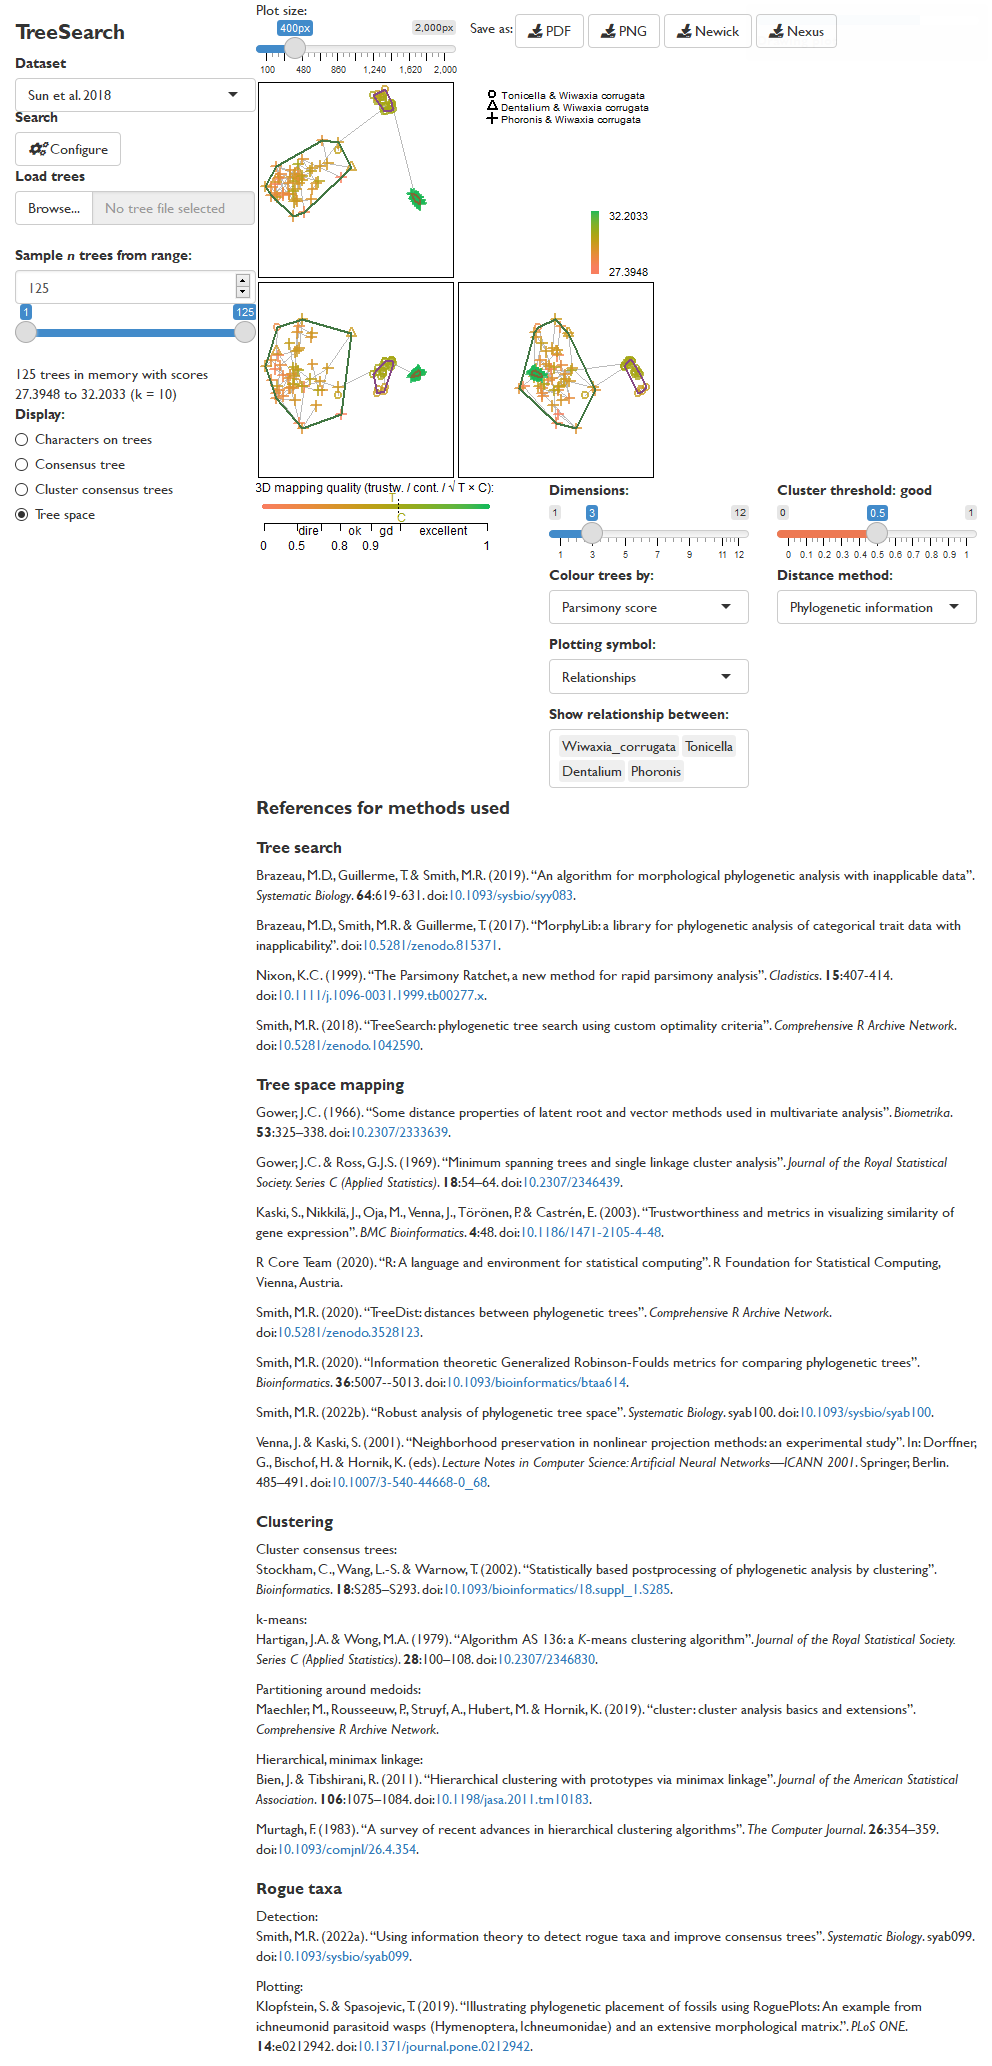 TreeSearch
Dataset
Sun et al. 2018
Search
Configure
Load trees
Browse... No tree file selected
Sample n trees from range:
125
1 125
125 trees in memory with scores
27.3948 to 32.2033 (k = 10)
Display:
Characters on trees
Consensus tree
Cluster consensus trees
Tree space
Plot size:
400px 2,000px
100 480 860 1,240 1,620 2,000
Save as: PDF PNG Newick Nexus
Tonicella & Wiwaxia corrugata
Dentalium & Wiwaxia corrugata
Phoronis & Wiwaxia corrugata
32.2033
27.3948
3D mapping quality (trustw. / cont. / √ T × C):
T
C
dire ok gd excellent
0 0.5 0.8 0.9 1
Dimensions:
1 3 12
1 3 5 7 9 11 12
Colour trees by:
Parsimony score
Plotting symbol:
Relationships
Show relationship between:
Wiwaxia_corrugata Tonicella
Dentalium Phoronis
Cluster threshold: good
0 0.5 1
0 0.1 0.2 0.3 0.4 0.5 0.6 0.7 0.8 0.9 1
Distance method:
Phylogenetic information
References for methods used
Tree search
Brazeau, M.D., Guillerme, T. & Smith, M.R. (2019). “An algorithm for morphological phylogenetic analysis with inapplicable data”.
Systematic Biology. 64:619-631. doi:10.1093/sysbio/syy083.
Brazeau, M.D., Smith, M.R. & Guillerme, T. (2017). “MorphyLib: a library for phylogenetic analysis of categorical trait data with
inapplicability.”. doi:10.5281/zenodo.815371.
Nixon, K.C. (1999). “The Parsimony Ratchet, a new method for rapid parsimony analysis”. Cladistics. 15:407-414.
doi:10.1111/j.1096-0031.1999.tb00277.x.
Smith, M.R. (2018). “TreeSearch: phylogenetic tree search using custom optimality criteria”. Comprehensive R Archive Network.
doi:10.5281/zenodo.1042590.
Tree space mapping
Gower, J.C. (1966). “Some distance properties of latent root and vector methods used in multivariate analysis”. Biometrika.
53:325–338. doi:10.2307/2333639.
Gower, J.C. & Ross, G.J.S. (1969). “Minimum spanning trees and single linkage cluster analysis”. Journal of the Royal Statistical
Society. Series C (Applied Statistics). 18:54–64. doi:10.2307/2346439.
Kaski, S., Nikkilä, J., Oja, M., Venna, J., Törönen, P. & Castrén, E. (2003). “Trustworthiness and metrics in visualizing similarity of
gene expression”. BMC Bioinformatics. 4:48. doi:10.1186/1471-2105-4-48.
R Core Team (2020). “R: A language and environment for statistical computing”. R Foundation for Statistical Computing,
Vienna, Austria.
Smith, M.R. (2020). “TreeDist: distances between phylogenetic trees”. Comprehensive R Archive Network.
doi:10.5281/zenodo.3528123.
Smith, M.R. (2020). “Information theoretic Generalized Robinson-Foulds metrics for comparing phylogenetic trees”.
Bioinformatics. 36:5007--5013. doi:10.1093/bioinformatics/btaa614.
Smith, M.R. (2022b). “Robust analysis of phylogenetic tree space”. Systematic Biology. syab100. doi:10.1093/sysbio/syab100.
Venna, J. & Kaski, S. (2001). “Neighborhood preservation in nonlinear projection methods: an experimental study”. In: Dorffner,
G., Bischof, H. & Hornik, K. (eds). Lecture Notes in Computer Science: Artificial Neural Networks—ICANN 2001. Springer, Berlin.
485–491. doi:10.1007/3-540-44668-0_68.
Clustering
Cluster consensus trees:
Stockham, C., Wang, L.-S. & Warnow, T. (2002). “Statistically based postprocessing of phylogenetic analysis by clustering”.
Bioinformatics. 18:S285–S293. doi:10.1093/bioinformatics/18.suppl_1.S285.
k-means:
Hartigan, J.A. & Wong, M.A. (1979). “Algorithm AS 136: a K-means clustering algorithm”. Journal of the Royal Statistical Society.
Series C (Applied Statistics). 28:100–108. doi:10.2307/2346830.
Partitioning around medoids:
Maechler, M., Rousseeuw, P., Struyf, A., Hubert, M. & Hornik, K. (2019). “cluster: cluster analysis basics and extensions”.
Comprehensive R Archive Network.
Hierarchical, minimax linkage:
Bien, J. & Tibshirani, R. (2011). “Hierarchical clustering with prototypes via minimax linkage”. Journal of the American Statistical
Association. 106:1075–1084. doi:10.1198/jasa.2011.tm10183.
Murtagh, F. (1983). “A survey of recent advances in hierarchical clustering algorithms”. The Computer Journal. 26:354–359.
doi:10.1093/comjnl/26.4.354.
Rogue taxa
Detection:
Smith, M.R. (2022a). “Using information theory to detect rogue taxa and improve consensus trees”. Systematic Biology. syab099.
doi:10.1093/sysbio/syab099.
Plotting:
Klopfstein, S. & Spasojevic, T. (2019). “Illustrating phylogenetic placement of fossils using RoguePlots: An example from
ichneumonid parasitoid wasps (Hymenoptera, Ichneumonidae) and an extensive morphological matrix.”. PLoS ONE.
14:e0212942. doi:10.1371/journal.pone.0212942.